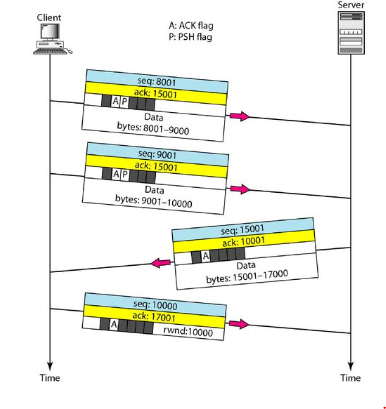 Client
Server
A: ACK flag
P: PSH flag
seq: 8001
ack: 15001
A P
Data
bytes: 8001–9000
seq: 9001
ack: 15001
A P
Data
bytes: 9001–10000
seq: 15001
ack: 10001
A
Data
bytes: 15001–17000
seq: 10000
ack: 17001
A
rwnd:10000
Time
Time